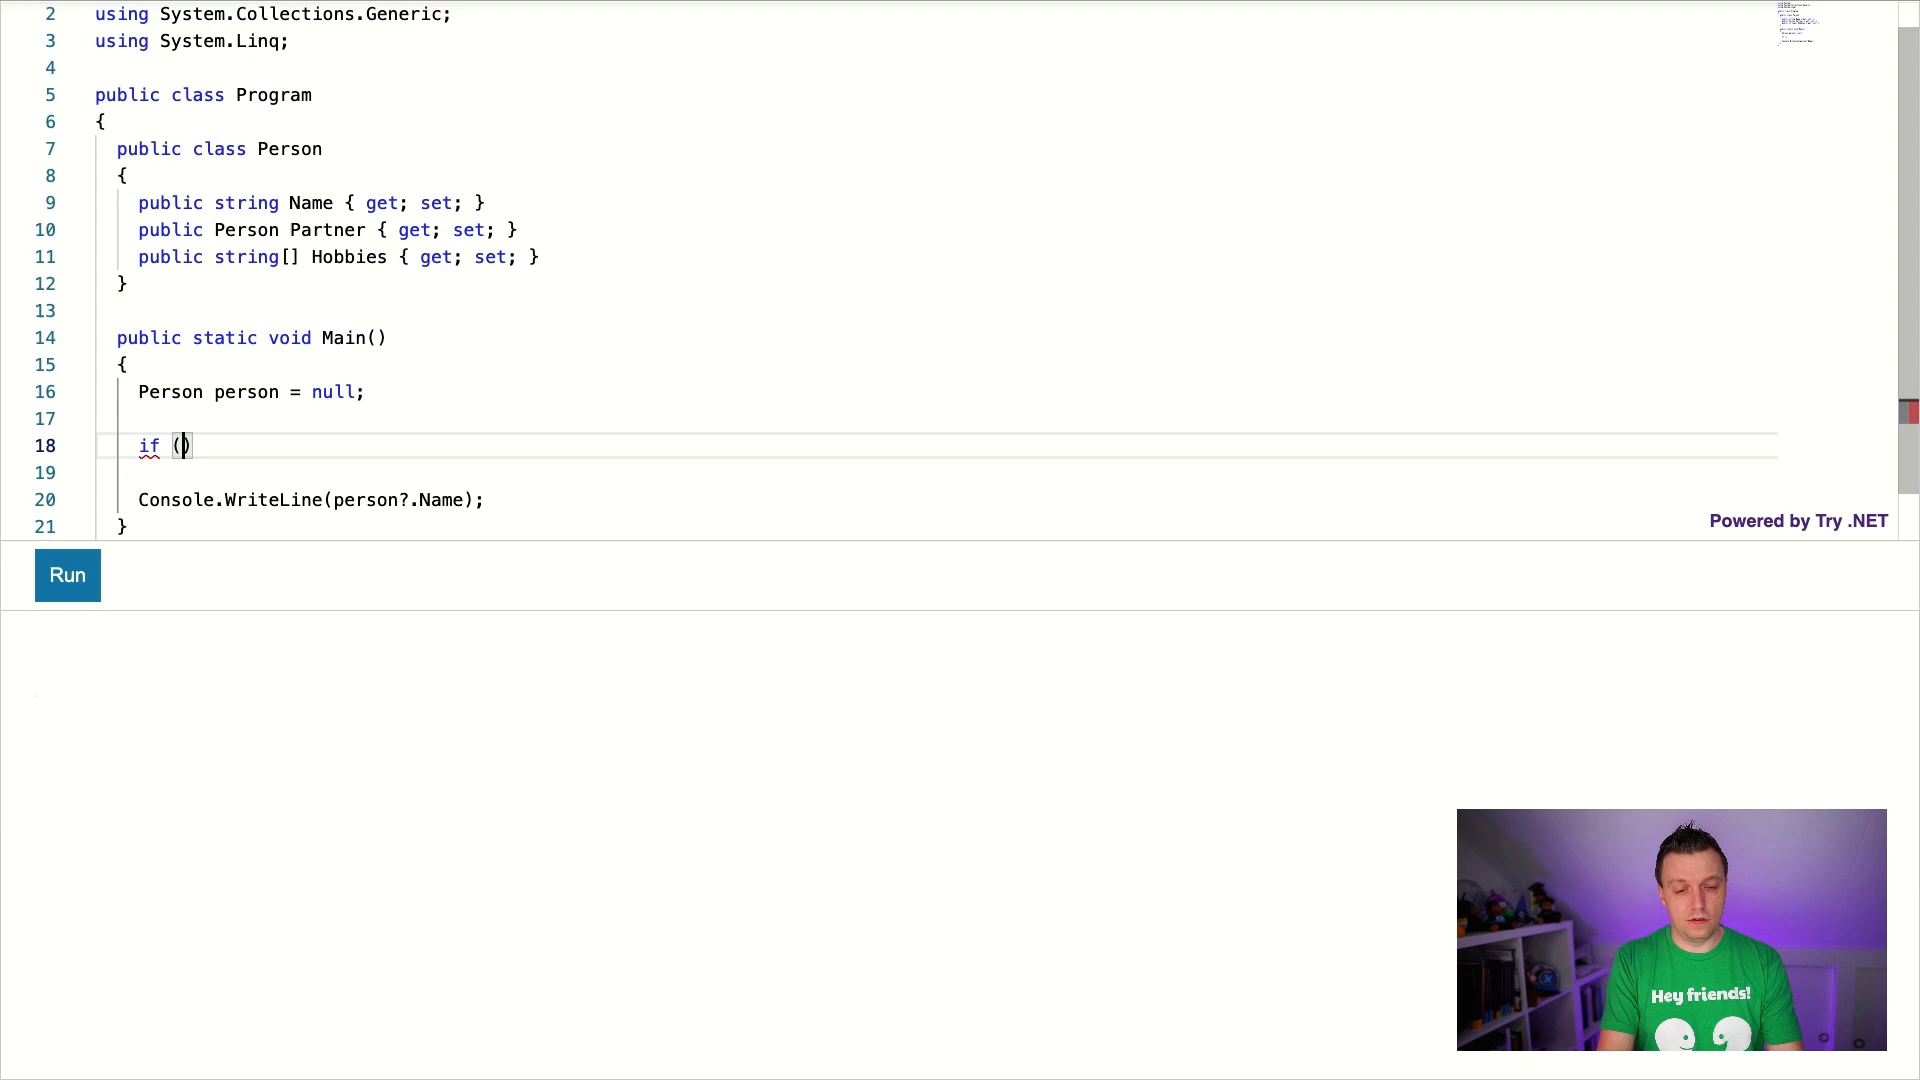 2 using System.Collections.Generic;
3 using System.Linq;
4
5 public class Program
6 {
7 public class Person
8 {
9 public string Name { get; set; }
10 public Person Partner { get; set; }
11 public string[] Hobbies { get; set; }
12 }
13
14 public static void Main()
15 {
16 Person person = null;
17
18 if ()
19
20 Console.WriteLine(person?.Name);
21 }
Powered by Try .NET
Run
Hey friends!